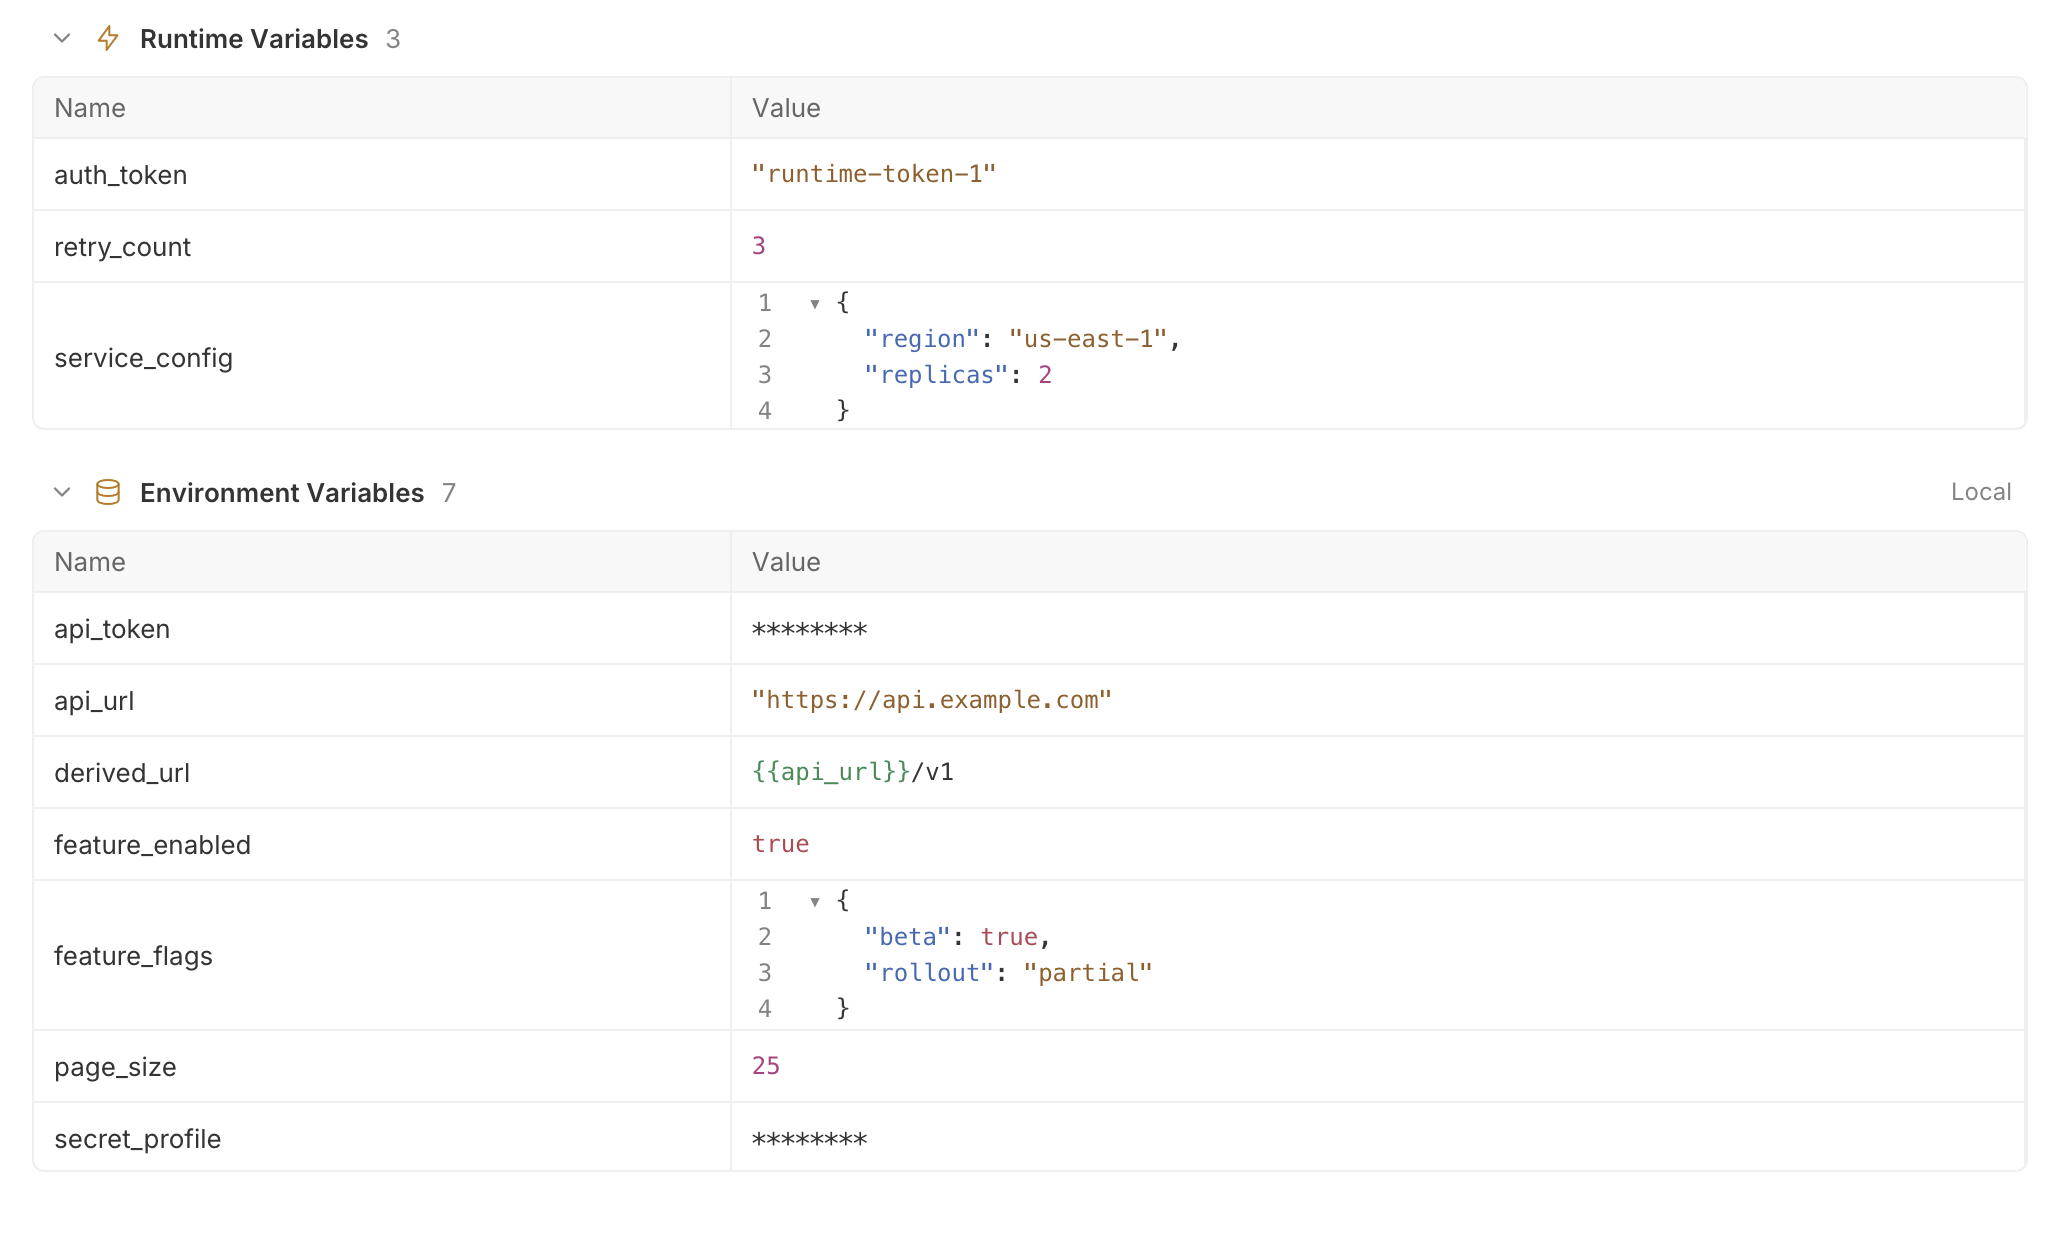 Runtime Variables 3
Name Value
auth_token "runtime-token-1"
retry_count 3
service_config
1 ▾ {
2 "region": "us-east-1",
3 "replicas": 2
4 }
Environment Variables 7 Local
Name Value
api_token ********
api_url "https://api.example.com"
derived_url {{api_url}}/v1
feature_enabled true
feature_flags
1 ▾ {
2 "beta": true,
3 "rollout": "partial"
4 }
page_size 25
secret_profile ********